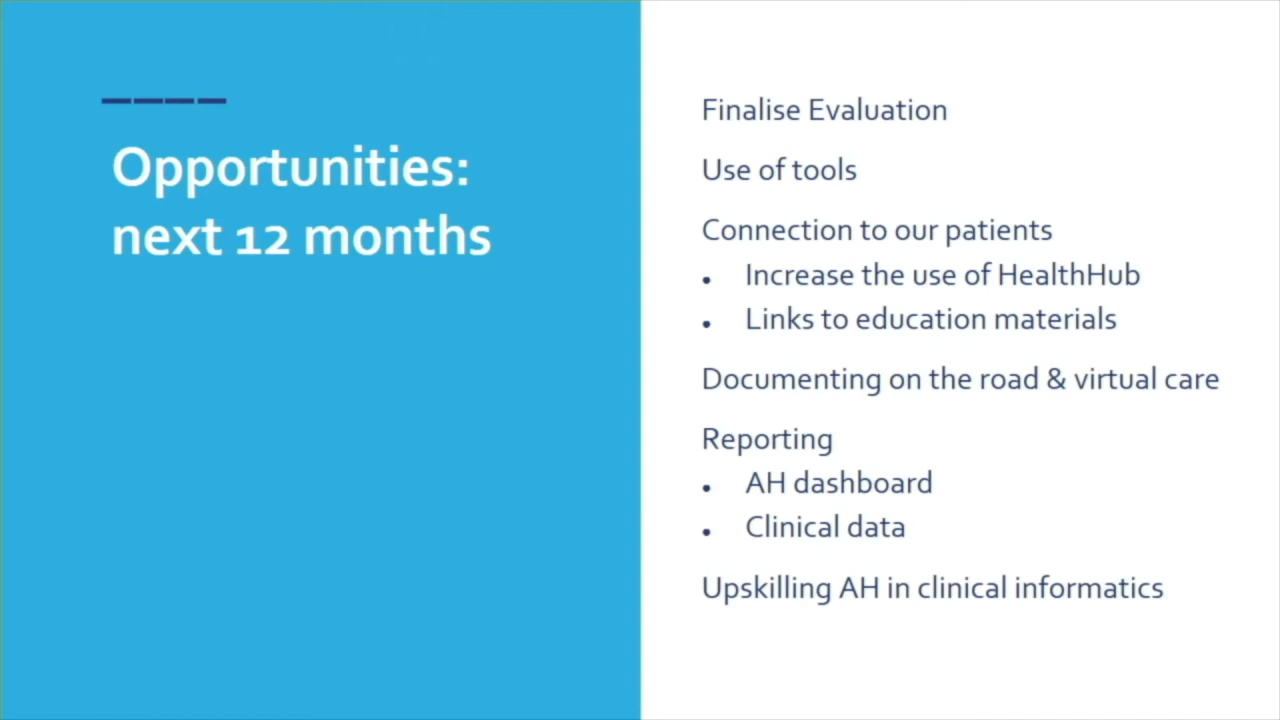 Opportunities:
next 12 months
Finalise Evaluation
Use of tools
Connection to our patients
• Increase the use of HealthHub
• Links to education materials
Documenting on the road & virtual care
Reporting
• AH dashboard
• Clinical data
Upskilling AH in clinical informatics